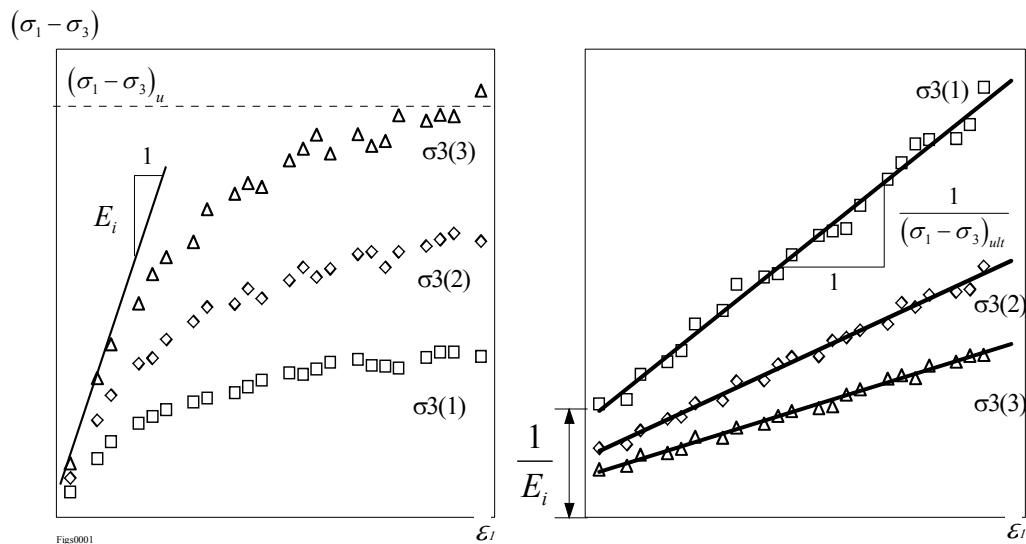 (σ₁ − σ₃)
(σ₁ − σ₃)ᵤ
1
Eᵢ
σ3(3)
σ3(2)
σ3(1)
ε₁
Figs0001
σ3(1)
1
(σ₁ − σ₃)ᵤₗₜ
1
σ3(2)
σ3(3)
1
Eᵢ
ε₁